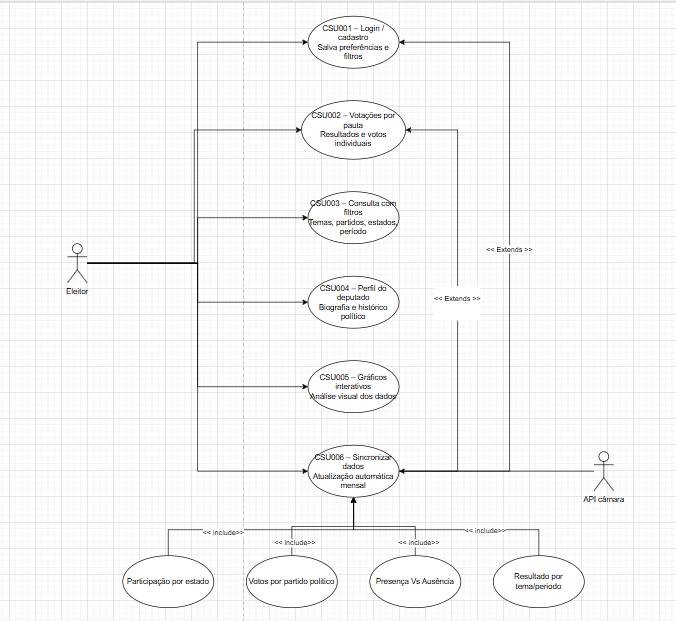 CSU001 – Login /
cadastro
Salva preferências e
filtros
CSU002 – Votações por
pauta
Resultados e votos
individuais
CSU003 – Consulta com
filtros
Temas, partidos, estados,
período
<< Extends >>
Eleitor
CSU004 – Perfil do
deputado
Biografia e histórico
político
<< Extends >>
CSU005 – Gráficos
interativos
Análise visual dos dados
CSU006 – Sincronizar
dados
Atualização automática
mensal
API câmara
<< include>>
<< include>>
<< include>>
<< include>>
Participação por estado
Votos por partido político
Presença Vs Ausência
Resultado por
tema/periodo